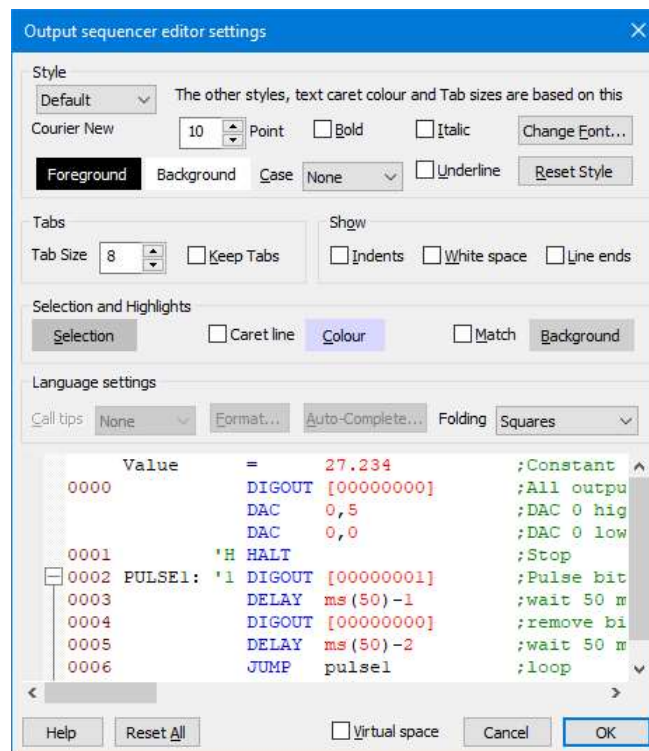 Output sequencer editor settings
Style
Default The other styles, text caret colour and Tab sizes are based on this
Courier New 10 Point Bold Italic Change Font...
Foreground Background Case None Underline Reset Style
Tabs Show
Tab Size 8 Keep Tabs Indents White space Line ends
Selection and Highlights
Selection Caret line Colour Match Background
Language settings
Call tips None Format... Auto-Complete... Folding Squares
Value = 27.234 ;Constant
0000 DIGOUT [00000000] ;All outpu
DAC 0,5 ;DAC 0 hig
DAC 0,0 ;DAC 0 low
0001 'H HALT ;Stop
0002 PULSE1: '1 DIGOUT [00000001] ;Pulse bit
0003 DELAY ms(50)-1 ;wait 50 m
0004 DIGOUT [00000000] ;remove bi
0005 DELAY ms(50)-2 ;wait 50 m
0006 JUMP pulse1 ;loop
Help Reset All Virtual space Cancel OK